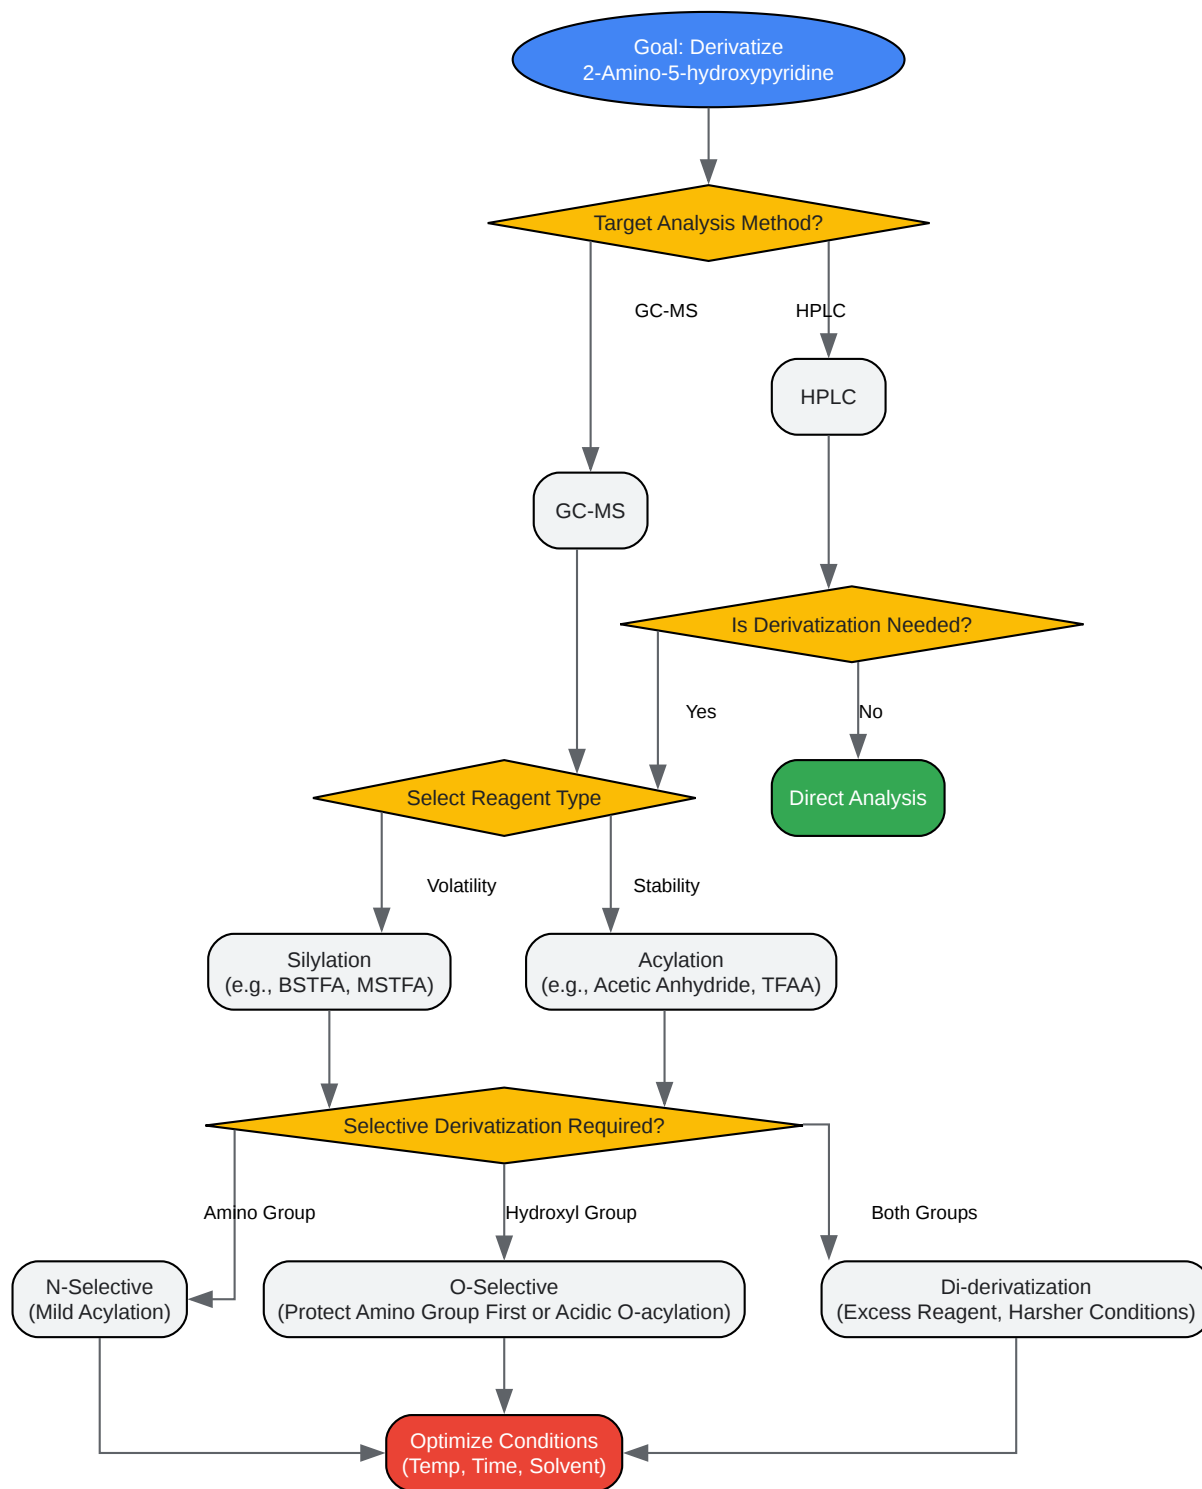 Goal: Derivatize
2-Amino-5-hydroxypyridine
Target Analysis Method?
GC-MS
HPLC
HPLC
GC-MS
Is Derivatization Needed?
Yes
No
Select Reagent Type
Direct Analysis
Volatility
Stability
Silylation
(e.g., BSTFA, MSTFA)
Acylation
(e.g., Acetic Anhydride, TFAA)
Selective Derivatization Required?
Amino Group
Hydroxyl Group
Both Groups
N-Selective
(Mild Acylation)
O-Selective
(Protect Amino Group First or Acidic O-acylation)
Di-derivatization
(Excess Reagent, Harsher Conditions)
Optimize Conditions
(Temp, Time, Solvent)